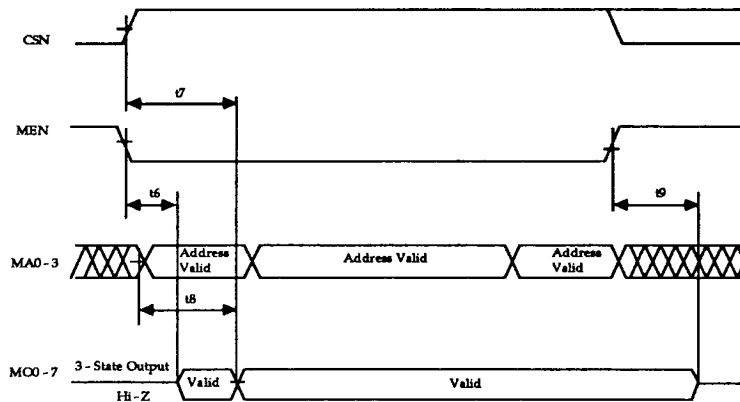 CSN
t7
MEN
t6
t9
MA0 - 3
Address
Valid
Address Valid
Address
Valid
t8
MO0 - 7
3 - State Output
Hi - Z
Valid
Valid